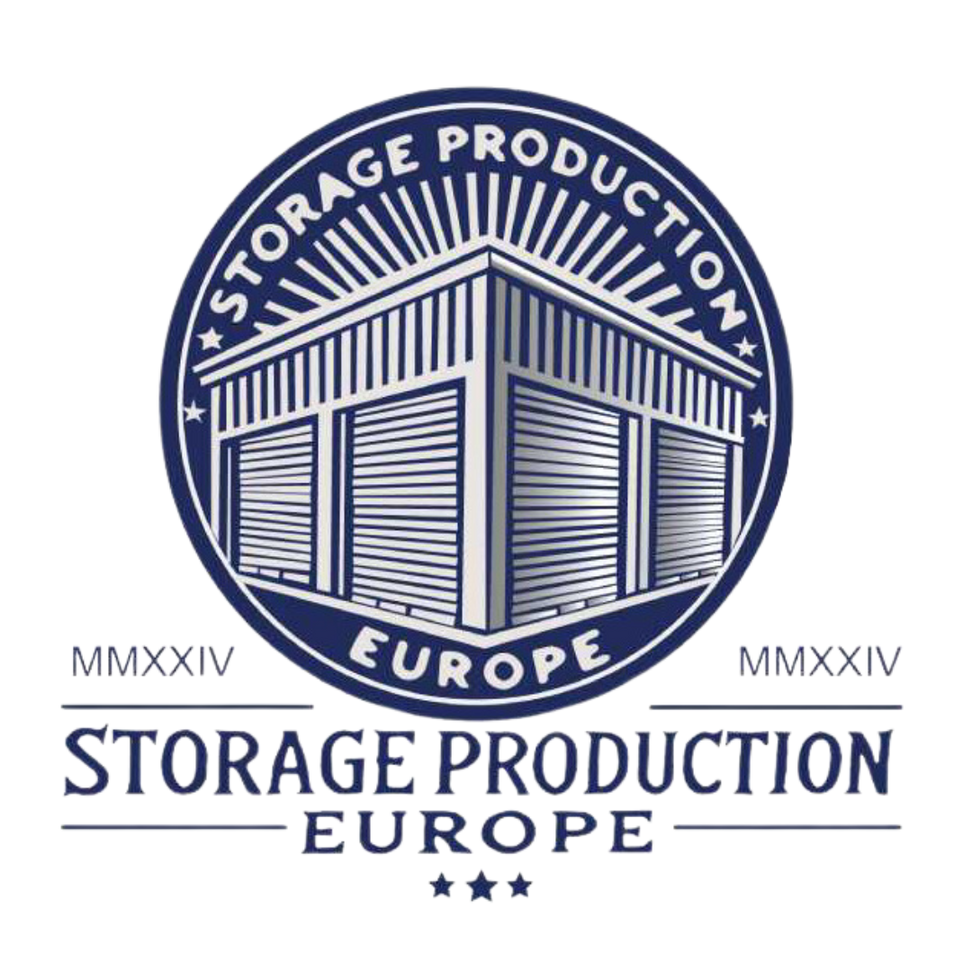 STORAGE PRODUCTION
EUROPE
MMXXIV
MMXXIV
STORAGE PRODUCTION
EUROPE